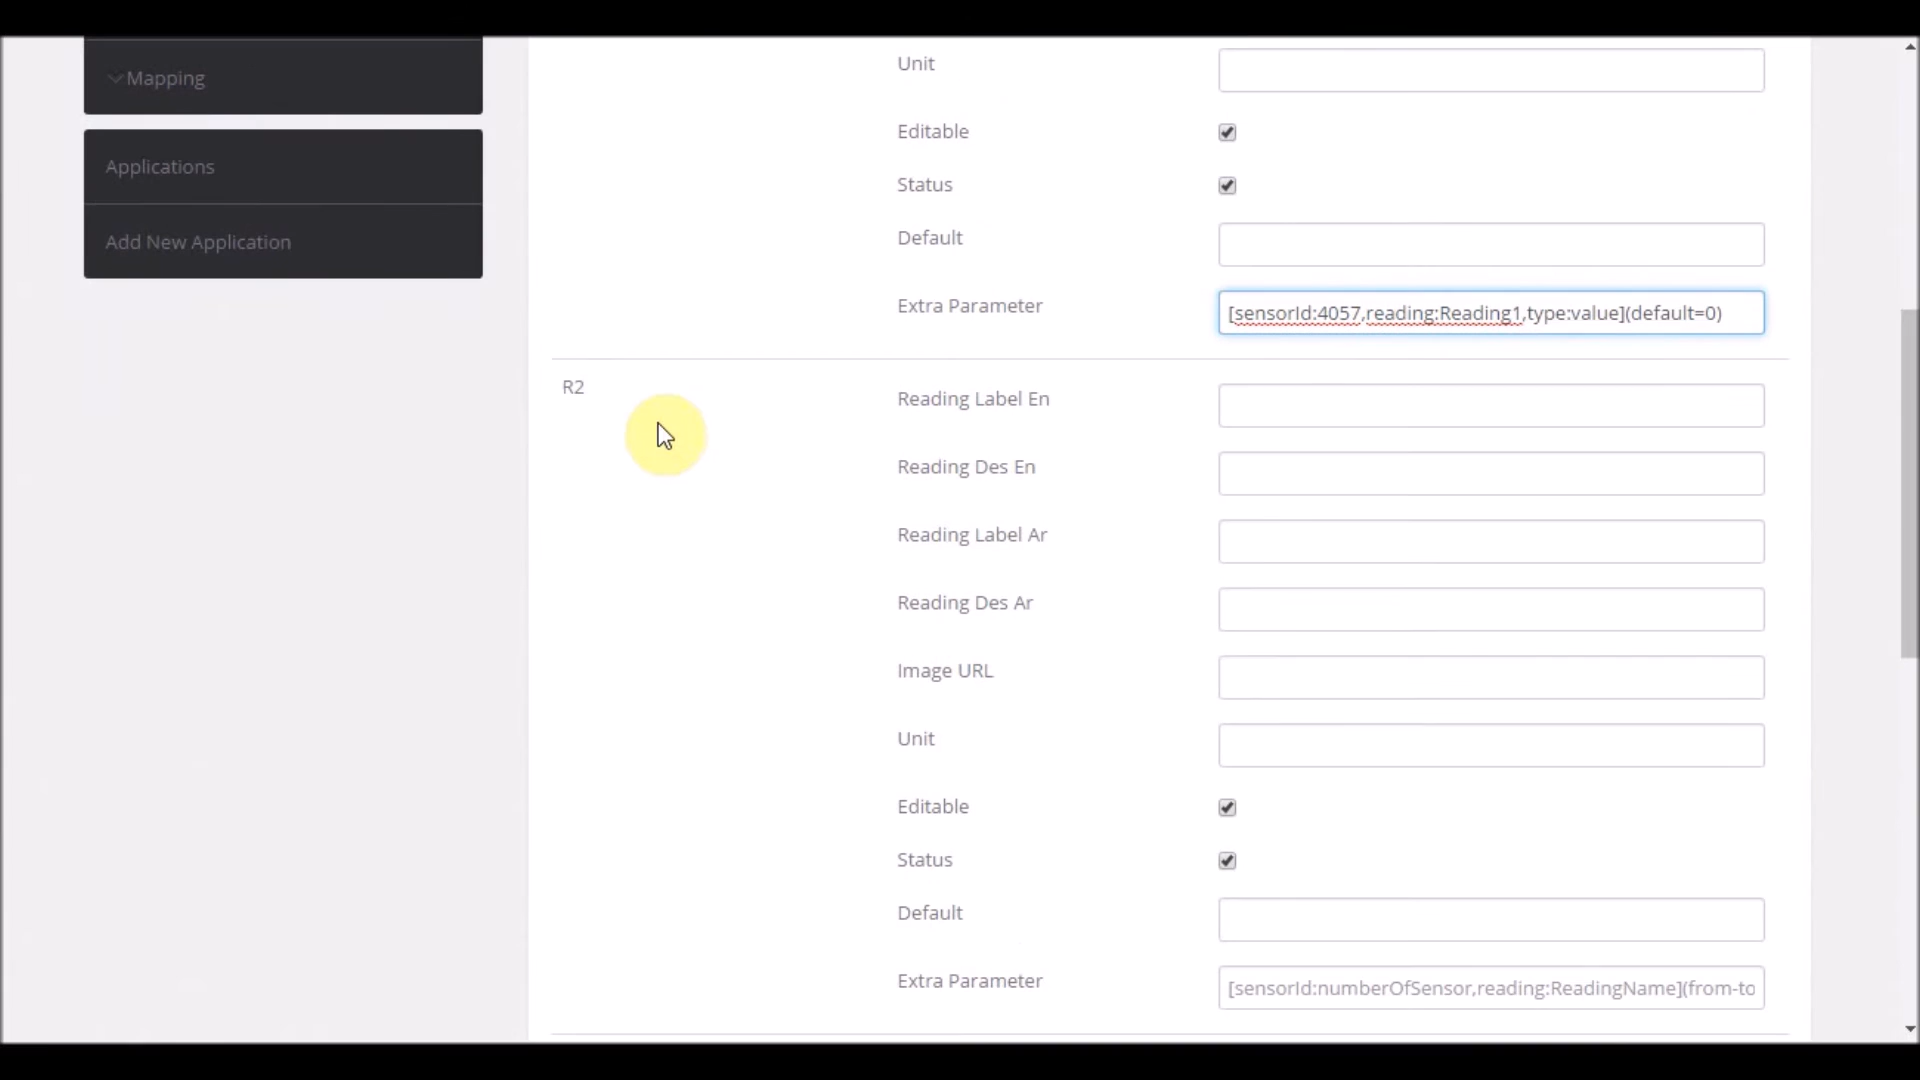 Mapping
Applications
Add New Application
Unit
Editable
Status
Default
Extra Parameter
[sensorId:4057,reading:Reading1,type:value](default=0)
R2
Reading Label En
Reading Des En
Reading Label Ar
Reading Des Ar
Image URL
Unit
Editable
Status
Default
Extra Parameter
[sensorId:numberOfSensor,reading:ReadingName](from-to